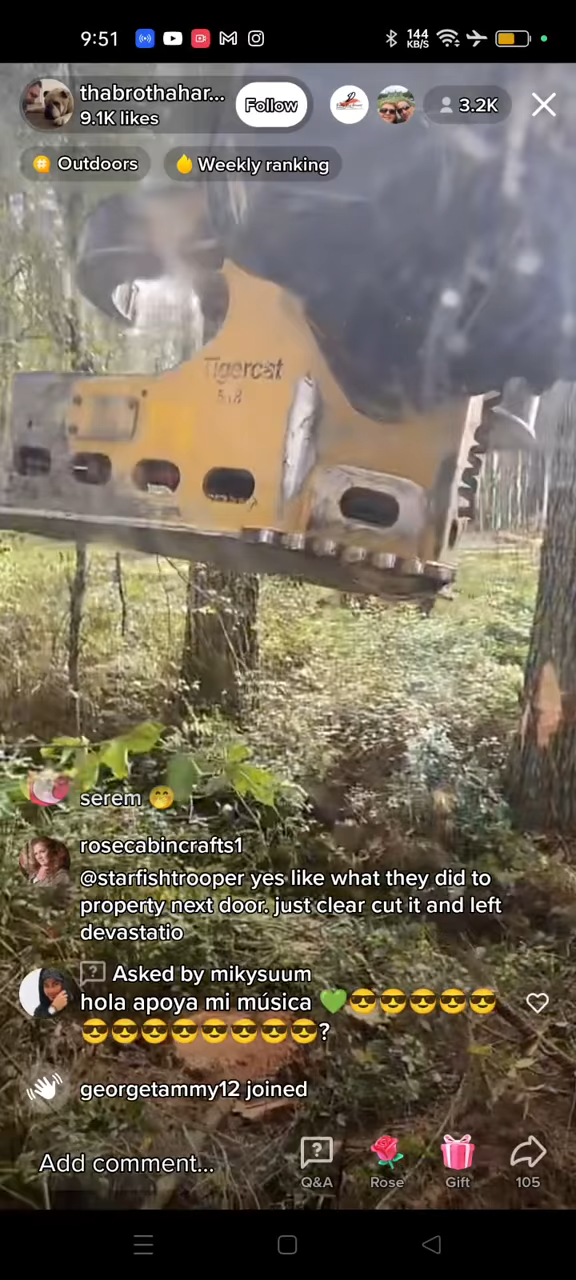 9:51
144
KB/S
thabrothahar...
9.1K likes
Follow
3.2K
Outdoors
Weekly ranking
Tigercat
serem 🤭
rosecabincrafts1
@starfishtrooper yes like what they did to
property next door. just clear cut it and left
devastatio
Asked by mikysuum
hola apoya mi música 💚😎😎😎😎😎
😎😎😎😎😎😎😎😎?
georgetammy12 joined
Add comment...
Q&A
Rose
Gift
105